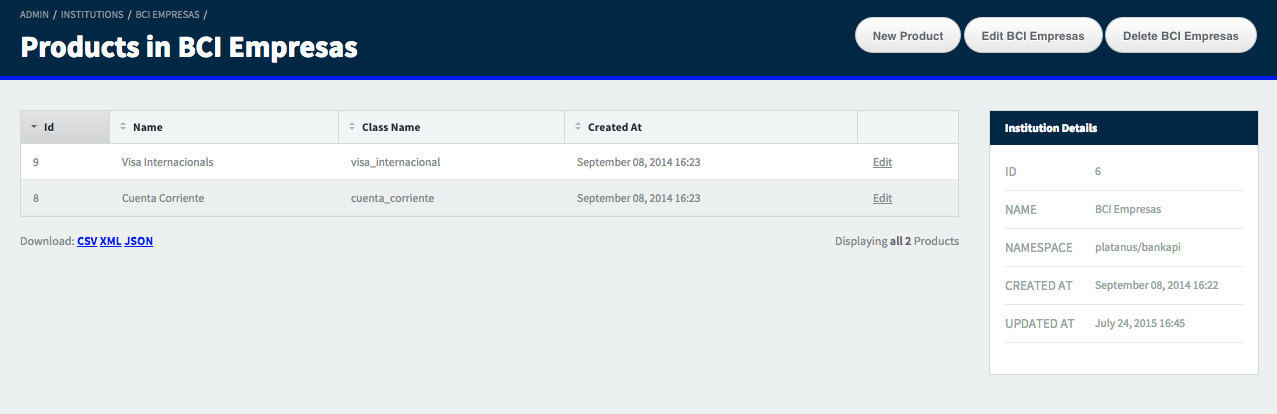 ADMIN / INSTITUTIONS / BCI EMPRESAS /
Products in BCI Empresas
New Product Edit BCI Empresas Delete BCI Empresas
Id Name Class Name Created At
9 Visa Internacionals visa_internacional September 08, 2014 16:23 Edit
8 Cuenta Corriente cuenta_corriente September 08, 2014 16:23 Edit
Download: CSV XML JSON
Displaying all 2 Products
Institution Details
ID 6
NAME BCI Empresas
NAMESPACE platanus/bankapi
CREATED AT September 08, 2014 16:22
UPDATED AT July 24, 2015 16:45